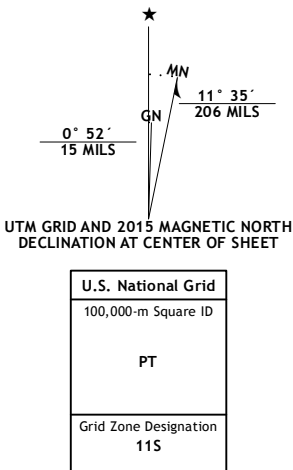 MN
GN
11° 35´
206 MILS
0° 52´
15 MILS
UTM GRID AND 2015 MAGNETIC NORTH
DECLINATION AT CENTER OF SHEET
U.S. National Grid
100,000-m Square ID
PT
Grid Zone Designation
11S